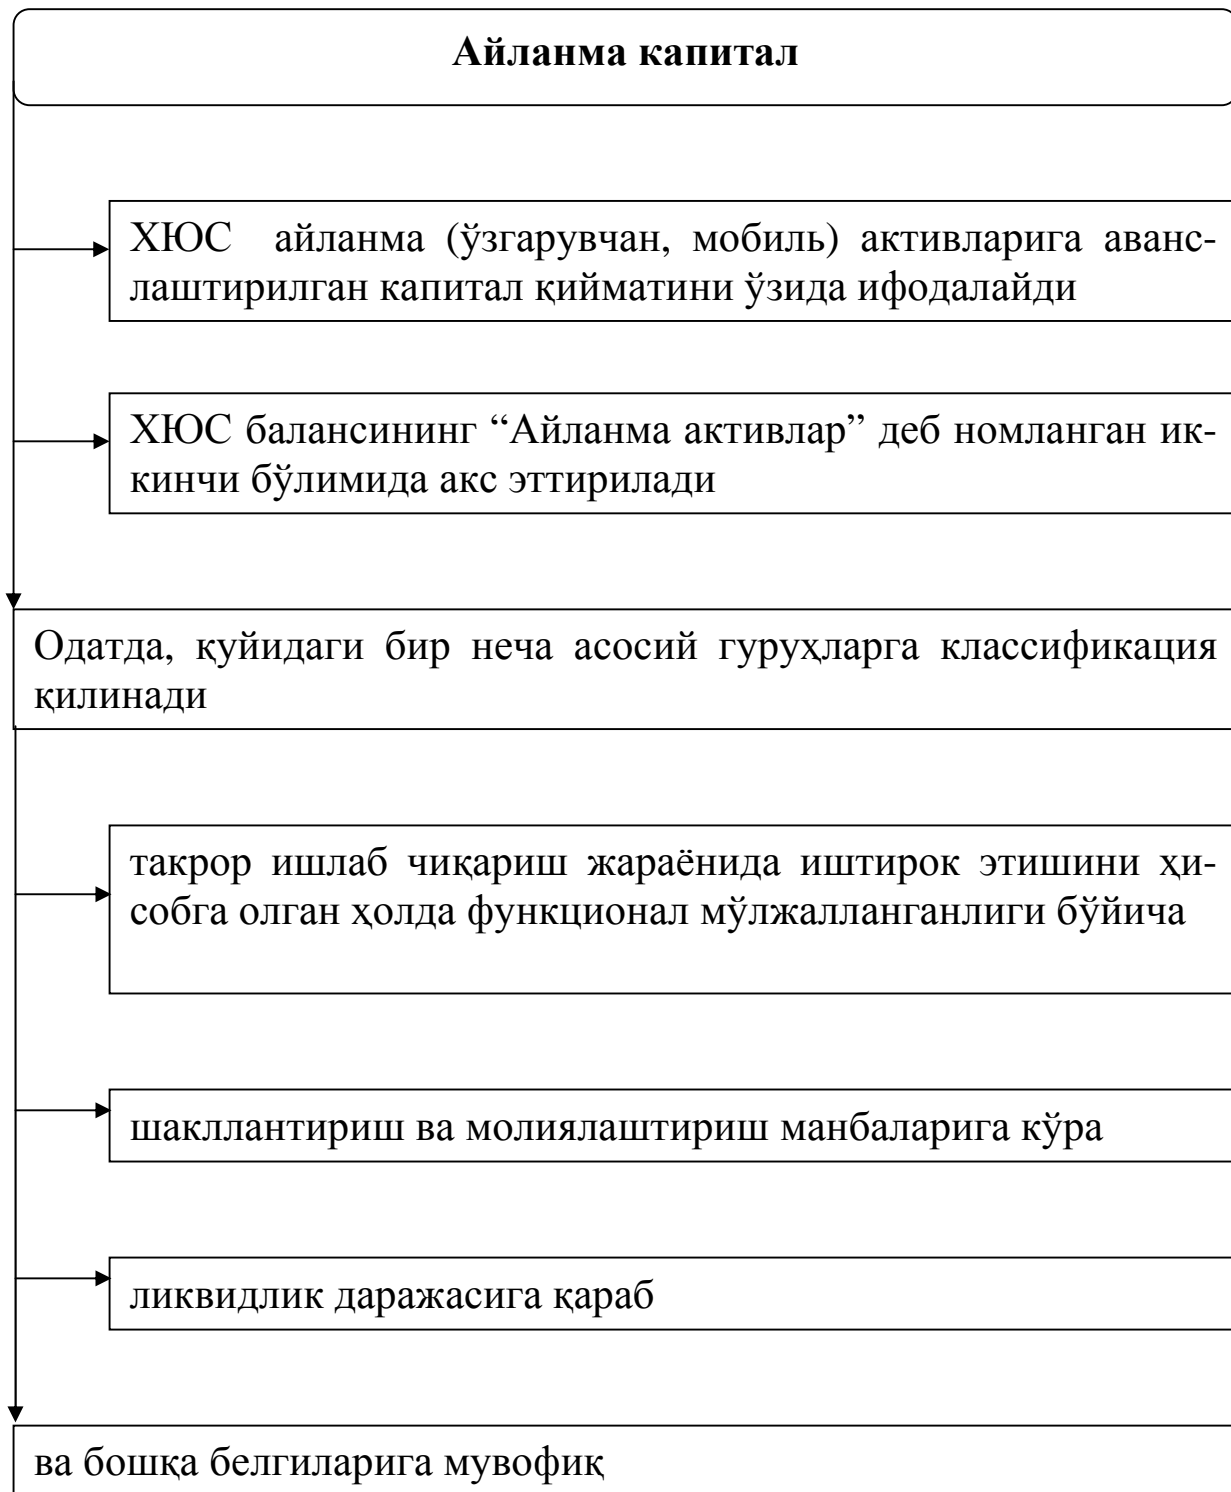 Айланма капитал
ХЮС айланма (ўзгарувчан, мобиль) активларига аванс-
лаштирилган капитал қийматини ўзида ифодалайди
ХЮС балансининг “Айланма активлар” деб номланган ик-
кинчи бўлимида акс эттирилади
Одатда, қуйидаги бир неча асосий гуруҳларга классификация
қилинади
такрор ишлаб чиқариш жараёнида иштирок этишини ҳи-
собга олган ҳолда функционал мўлжалланганлиги бўйича
шакллантириш ва молиялаштириш манбаларига кўра
ликвидлик даражасига қараб
ва бошқа белгиларига мувофиқ